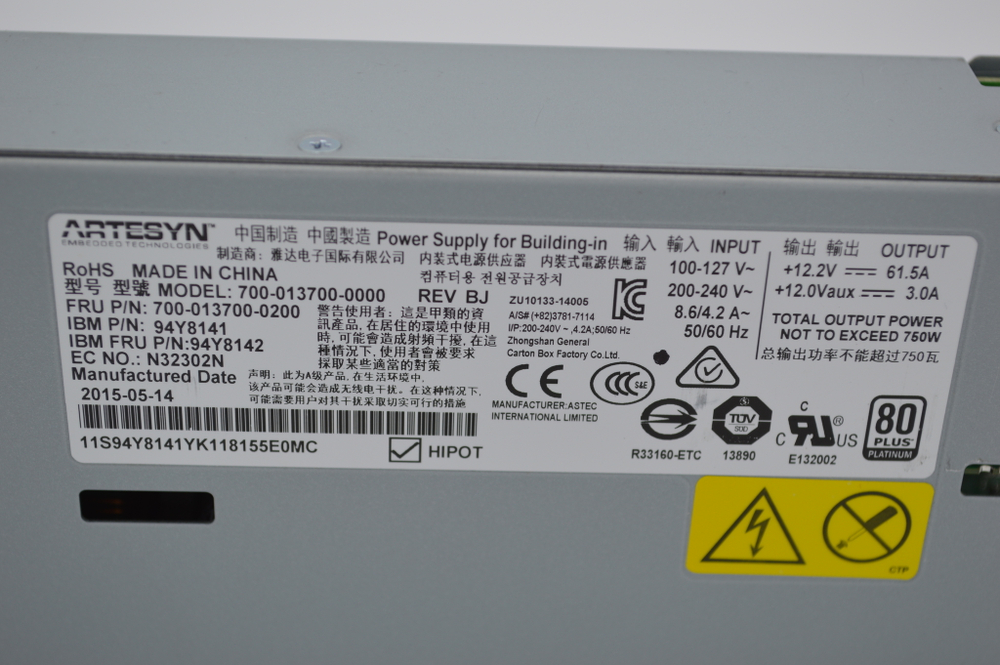 ARTESYN™
EMBEDDED TECHNOLOGIES
中国制造 中國製造 Power Supply for Building-in
制造商：雅达电子国际有限公司
内装式电源供应器 内裝式電源供應器
컴퓨터용 전원공급장치
RoHS MADE IN CHINA
型号 型號 MODEL: 700-013700-0000 REV BJ
FRU P/N: 700-013700-0200
IBM P/N: 94Y8141
IBM FRU P/N:94Y8142
EC NO.: N32302N
Manufactured Date
2015-05-14
警告使用者：這是甲類的資
訊產品，在居住的環境中使用
時，可能會造成射頻干擾，在這
種情況下，使用者會被要求
採取某些適當的對策
声明：此为A级产品，在生活环境中，
该产品可能会造成无线电干扰。在这种情况下，
可能需要用户对其干扰采取切实可行的措施
11S94Y8141YK118155E0MC
HIPOT
ZU10133-14005
A/S# (+82)3781-7114
I/P:200-240V ~ ,4.2A;50/60 Hz
Zhongshan General
Carton Box Factory Co.Ltd.
输入 輸入 INPUT
100-127 V~
200-240 V~
8.6/4.2 A~
50/60 Hz
输出 輸出 OUTPUT
+12.2V 61.5A
+12.0Vaux 3.0A
TOTAL OUTPUT POWER
NOT TO EXCEED 750W
总输出功率不能超过750瓦
CE
CCC S&E
MANUFACTURER:ASTEC
INTERNATIONAL LIMITED
R33160-ETC
TÜV
SÜD
13890
C RU ® US
C
E132002
80
PLUS
PLATINUM
CTP